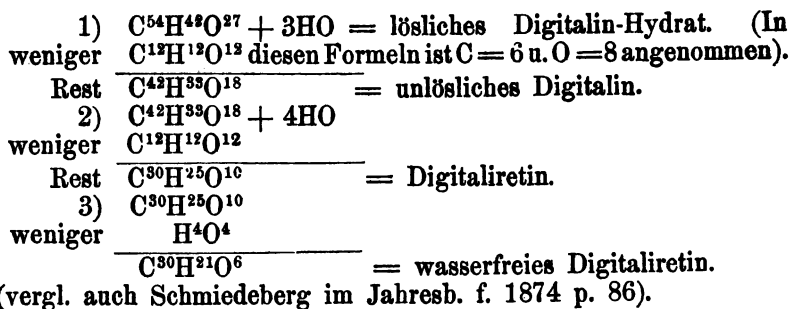 1) C⁵⁴H⁴²O²⁷ + 3HO = lösliches Digitalin-Hydrat. (In
weniger C¹²H¹²O¹² diesen Formeln ist C = 6 u. O = 8 angenommen).
Rest C⁴²H³³O¹⁸ = unlösliches Digitalin.
2) C⁴²H³³O¹⁸ + 4HO
weniger C¹²H¹²O¹²
Rest C³⁰H²⁵O¹⁰ = Digitaliretin.
3) C³⁰H²⁵O¹⁰
weniger H⁴O⁴
C³⁰H²¹O⁶ = wasserfreies Digitaliretin.
(vergl. auch Schmiedeberg im Jahresb. f. 1874 p. 86).